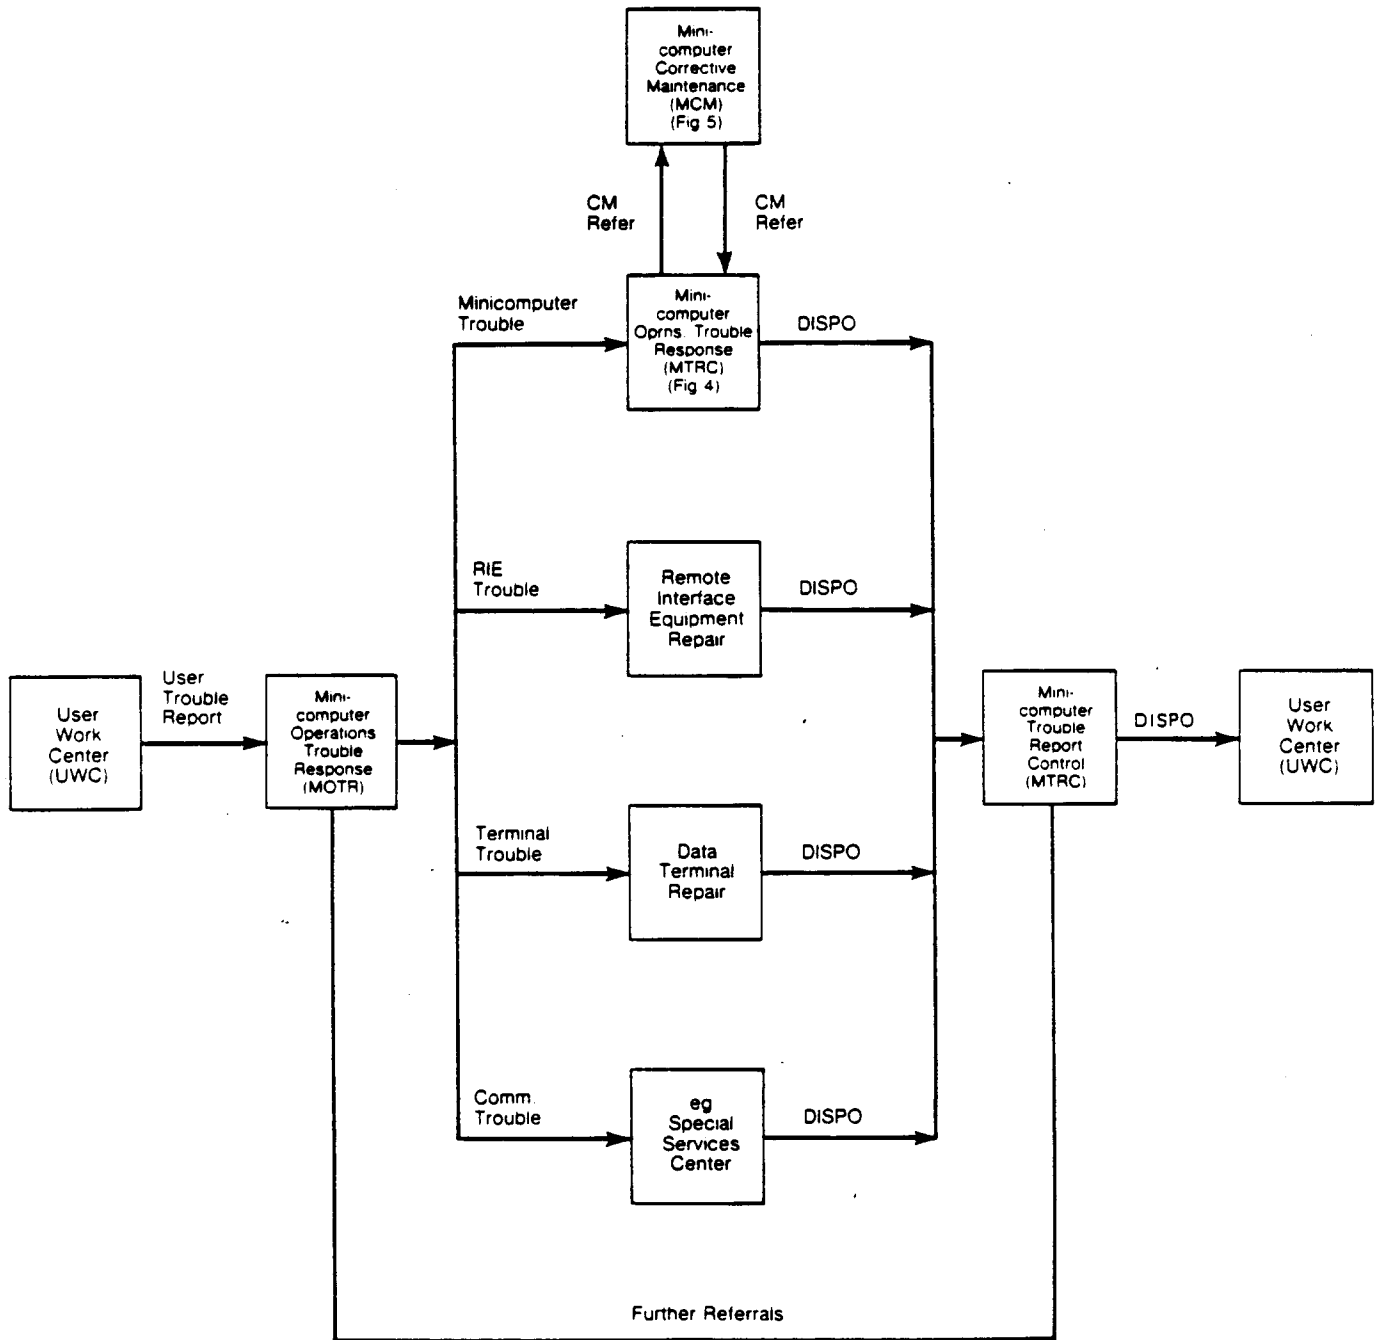 Mini-
computer
Corrective
Maintenance
(MCM)
(Fig 5)
CM
Refer
CM
Refer
Minicomputer
Trouble
Mini-
computer
Oprns. Trouble
Response
(MTRC)
(Fig 4)
DISPO
RIE
Trouble
Remote
Interface
Equipment
Repair
DISPO
User
Work
Center
(UWC)
User
Trouble
Report
Mini-
computer
Operations
Trouble
Response
(MOTR)
Mini-
computer
Trouble
Report
Control
(MTRC)
DISPO
User
Work
Center
(UWC)
Terminal
Trouble
Data
Terminal
Repair
DISPO
Comm.
Trouble
eg
Special
Services
Center
DISPO
Further Referrals